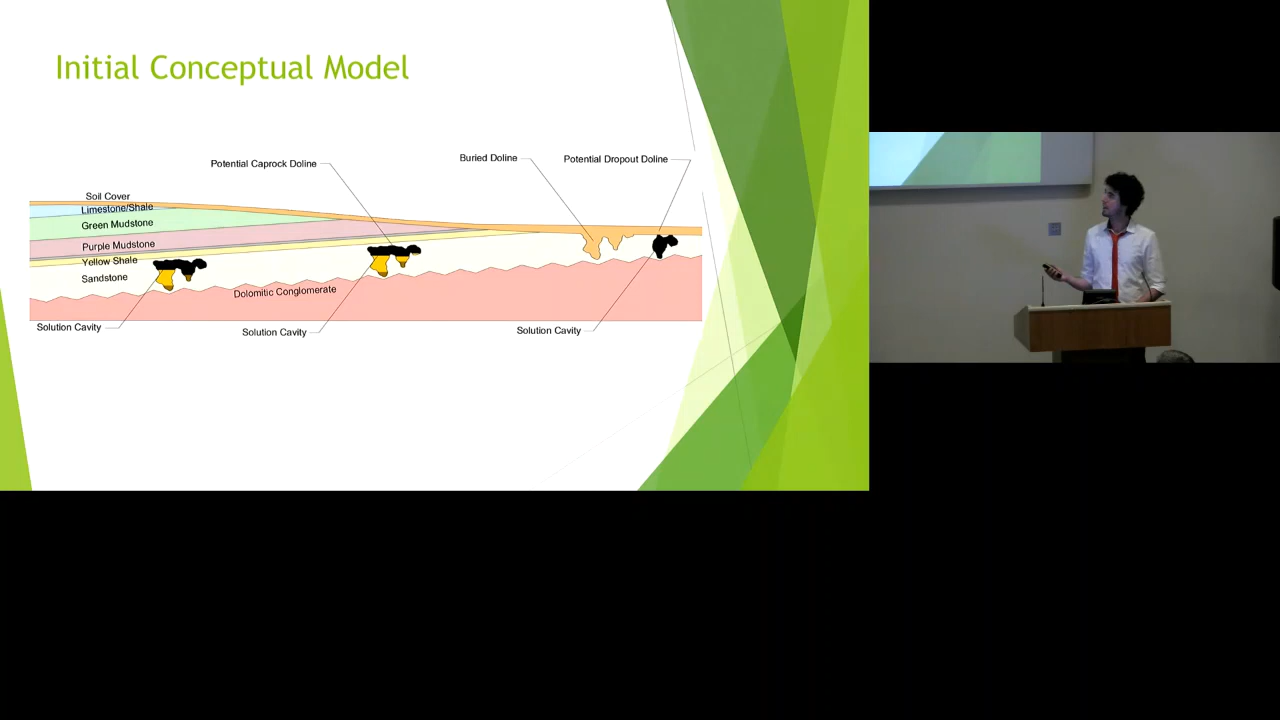 Initial Conceptual Model
Potential Caprock Doline
Buried Doline
Potential Dropout Doline
Soil Cover
Limestone/Shale
Green Mudstone
Purple Mudstone
Yellow Shale
Sandstone
Dolomitic Conglomerate
Solution Cavity
Solution Cavity
Solution Cavity